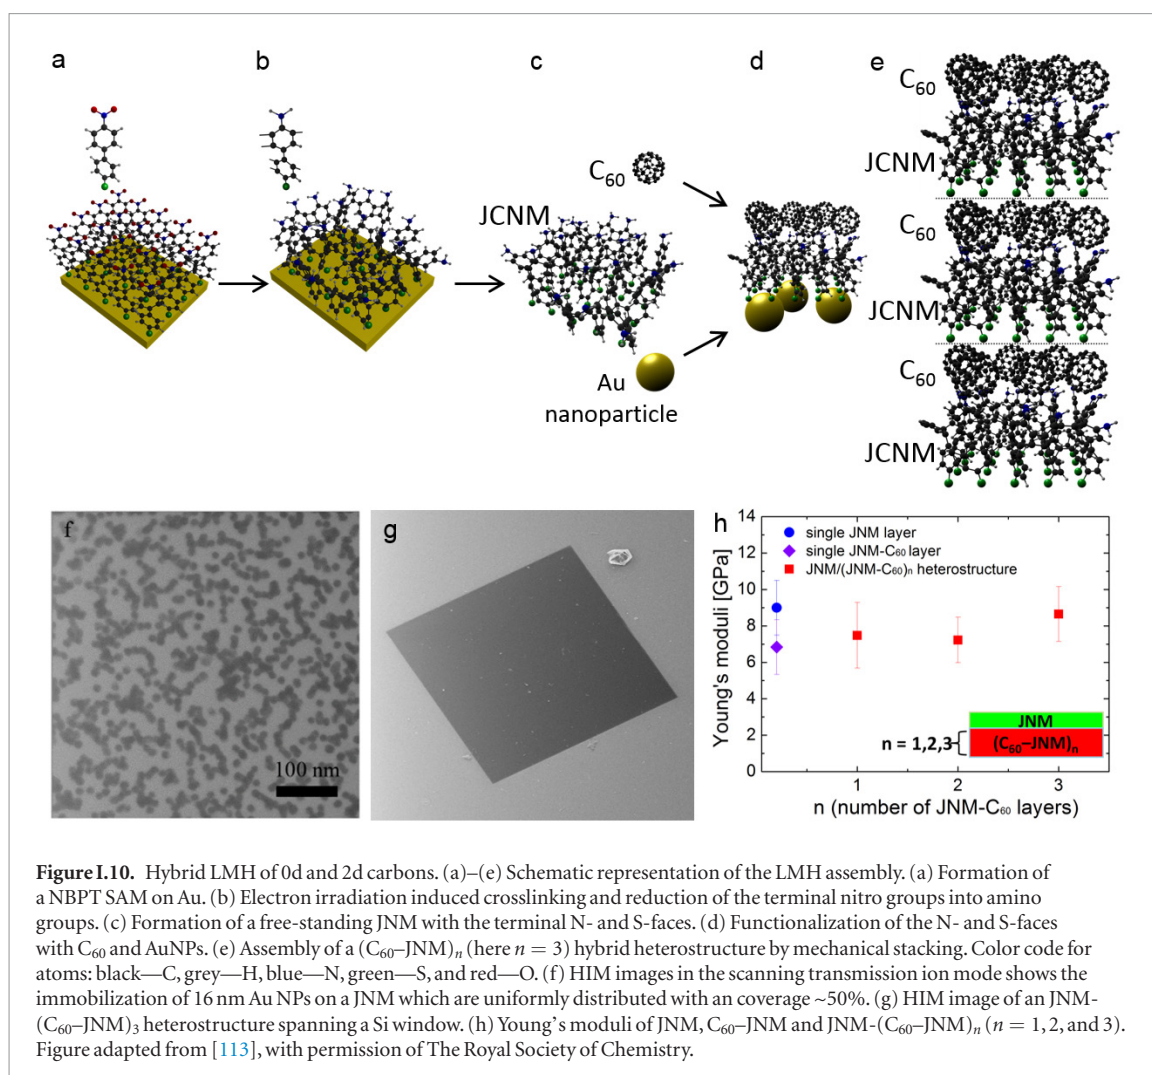 a
b
c
d
e
C₆₀
JCNM
C₆₀
JCNM
C₆₀
JCNM
C₆₀
JCNM
Au
nanoparticle
f
100 nm
g
h
14
12
10
8
6
4
2
0
Young's moduli [GPa]
single JNM layer
single JNM-C₆₀ layer
JNM/(JNM-C₆₀)ₙ heterostructure
JNM
n = 1,2,3
(C₆₀–JNM)ₙ
1
2
3
n (number of JNM-C₆₀ layers)
Figure I.10. Hybrid LMH of 0d and 2d carbons. (a)–(e) Schematic representation of the LMH assembly. (a) Formation of
a NBPT SAM on Au. (b) Electron irradiation induced crosslinking and reduction of the terminal nitro groups into amino
groups. (c) Formation of a free-standing JNM with the terminal N- and S-faces. (d) Functionalization of the N- and S-faces
with C₆₀ and AuNPs. (e) Assembly of a (C₆₀–JNM)ₙ (here n = 3) hybrid heterostructure by mechanical stacking. Color code for
atoms: black—C, grey—H, blue—N, green—S, and red—O. (f) HIM images in the scanning transmission ion mode shows the
immobilization of 16 nm Au NPs on a JNM which are uniformly distributed with an coverage ~50%. (g) HIM image of an JNM-
(C₆₀–JNM)₃ heterostructure spanning a Si window. (h) Young's moduli of JNM, C₆₀–JNM and JNM-(C₆₀–JNM)ₙ (n = 1, 2, and 3).
Figure adapted from [113], with permission of The Royal Society of Chemistry.